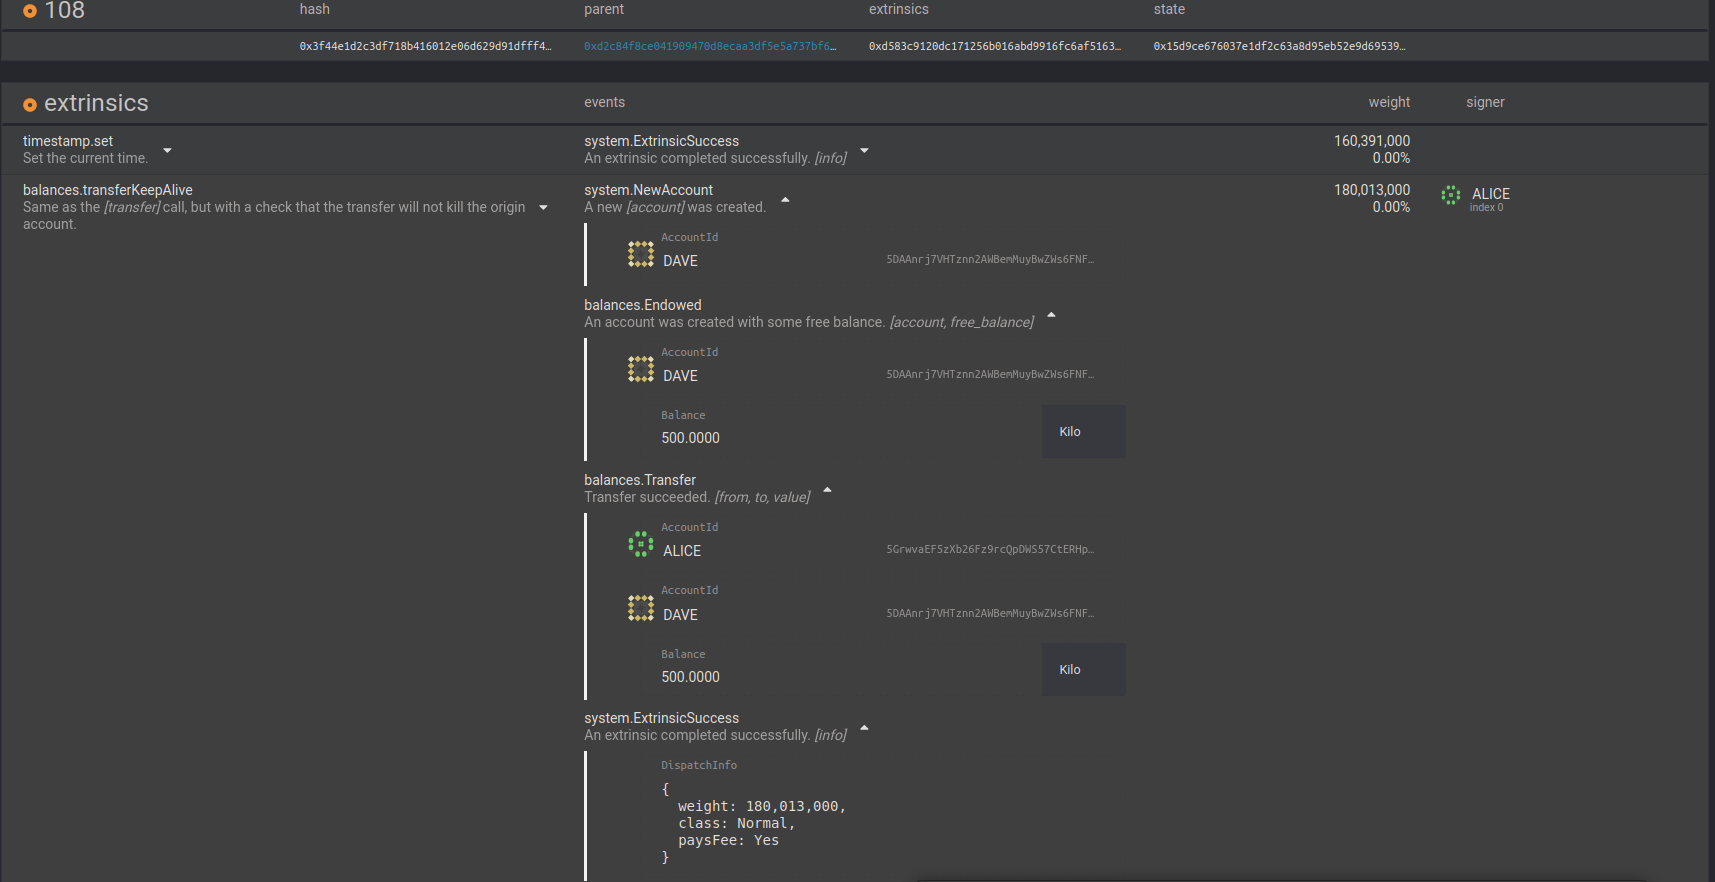 108 hash parent extrinsics state
0x3f44e1d2c3df718b416012e06d629d91dfff4… 0xd2c84f8ce041909470d8ecaa3df5e5a737bf6… 0xd583c9120dc171256b016abd9916fc6af5163… 0x15d9ce676037e1df2c63a8d95eb52e9d69539…
extrinsics events weight signer
timestamp.set system.ExtrinsicSuccess 160,391,000
Set the current time. An extrinsic completed successfully. [info] 0.00%
balances.transferKeepAlive system.NewAccount 180,013,000 ALICE
Same as the [transfer] call, but with a check that the transfer will not kill the origin A new [account] was created. 0.00% index 0
account.
AccountId
DAVE 5DAAnrj7VHTznn2AWBemMuyBwZWs6FNF…
balances.Endowed
An account was created with some free balance. [account, free_balance]
AccountId
DAVE 5DAAnrj7VHTznn2AWBemMuyBwZWs6FNF…
Balance
500.0000 Kilo
balances.Transfer
Transfer succeeded. [from, to, value]
AccountId
ALICE 5GrwvaEF5zXb26Fz9rcQpDWS57CtERHp…
AccountId
DAVE 5DAAnrj7VHTznn2AWBemMuyBwZWs6FNF…
Balance
500.0000 Kilo
system.ExtrinsicSuccess
An extrinsic completed successfully. [info]
DispatchInfo
{
weight: 180,013,000,
class: Normal,
paysFee: Yes
}